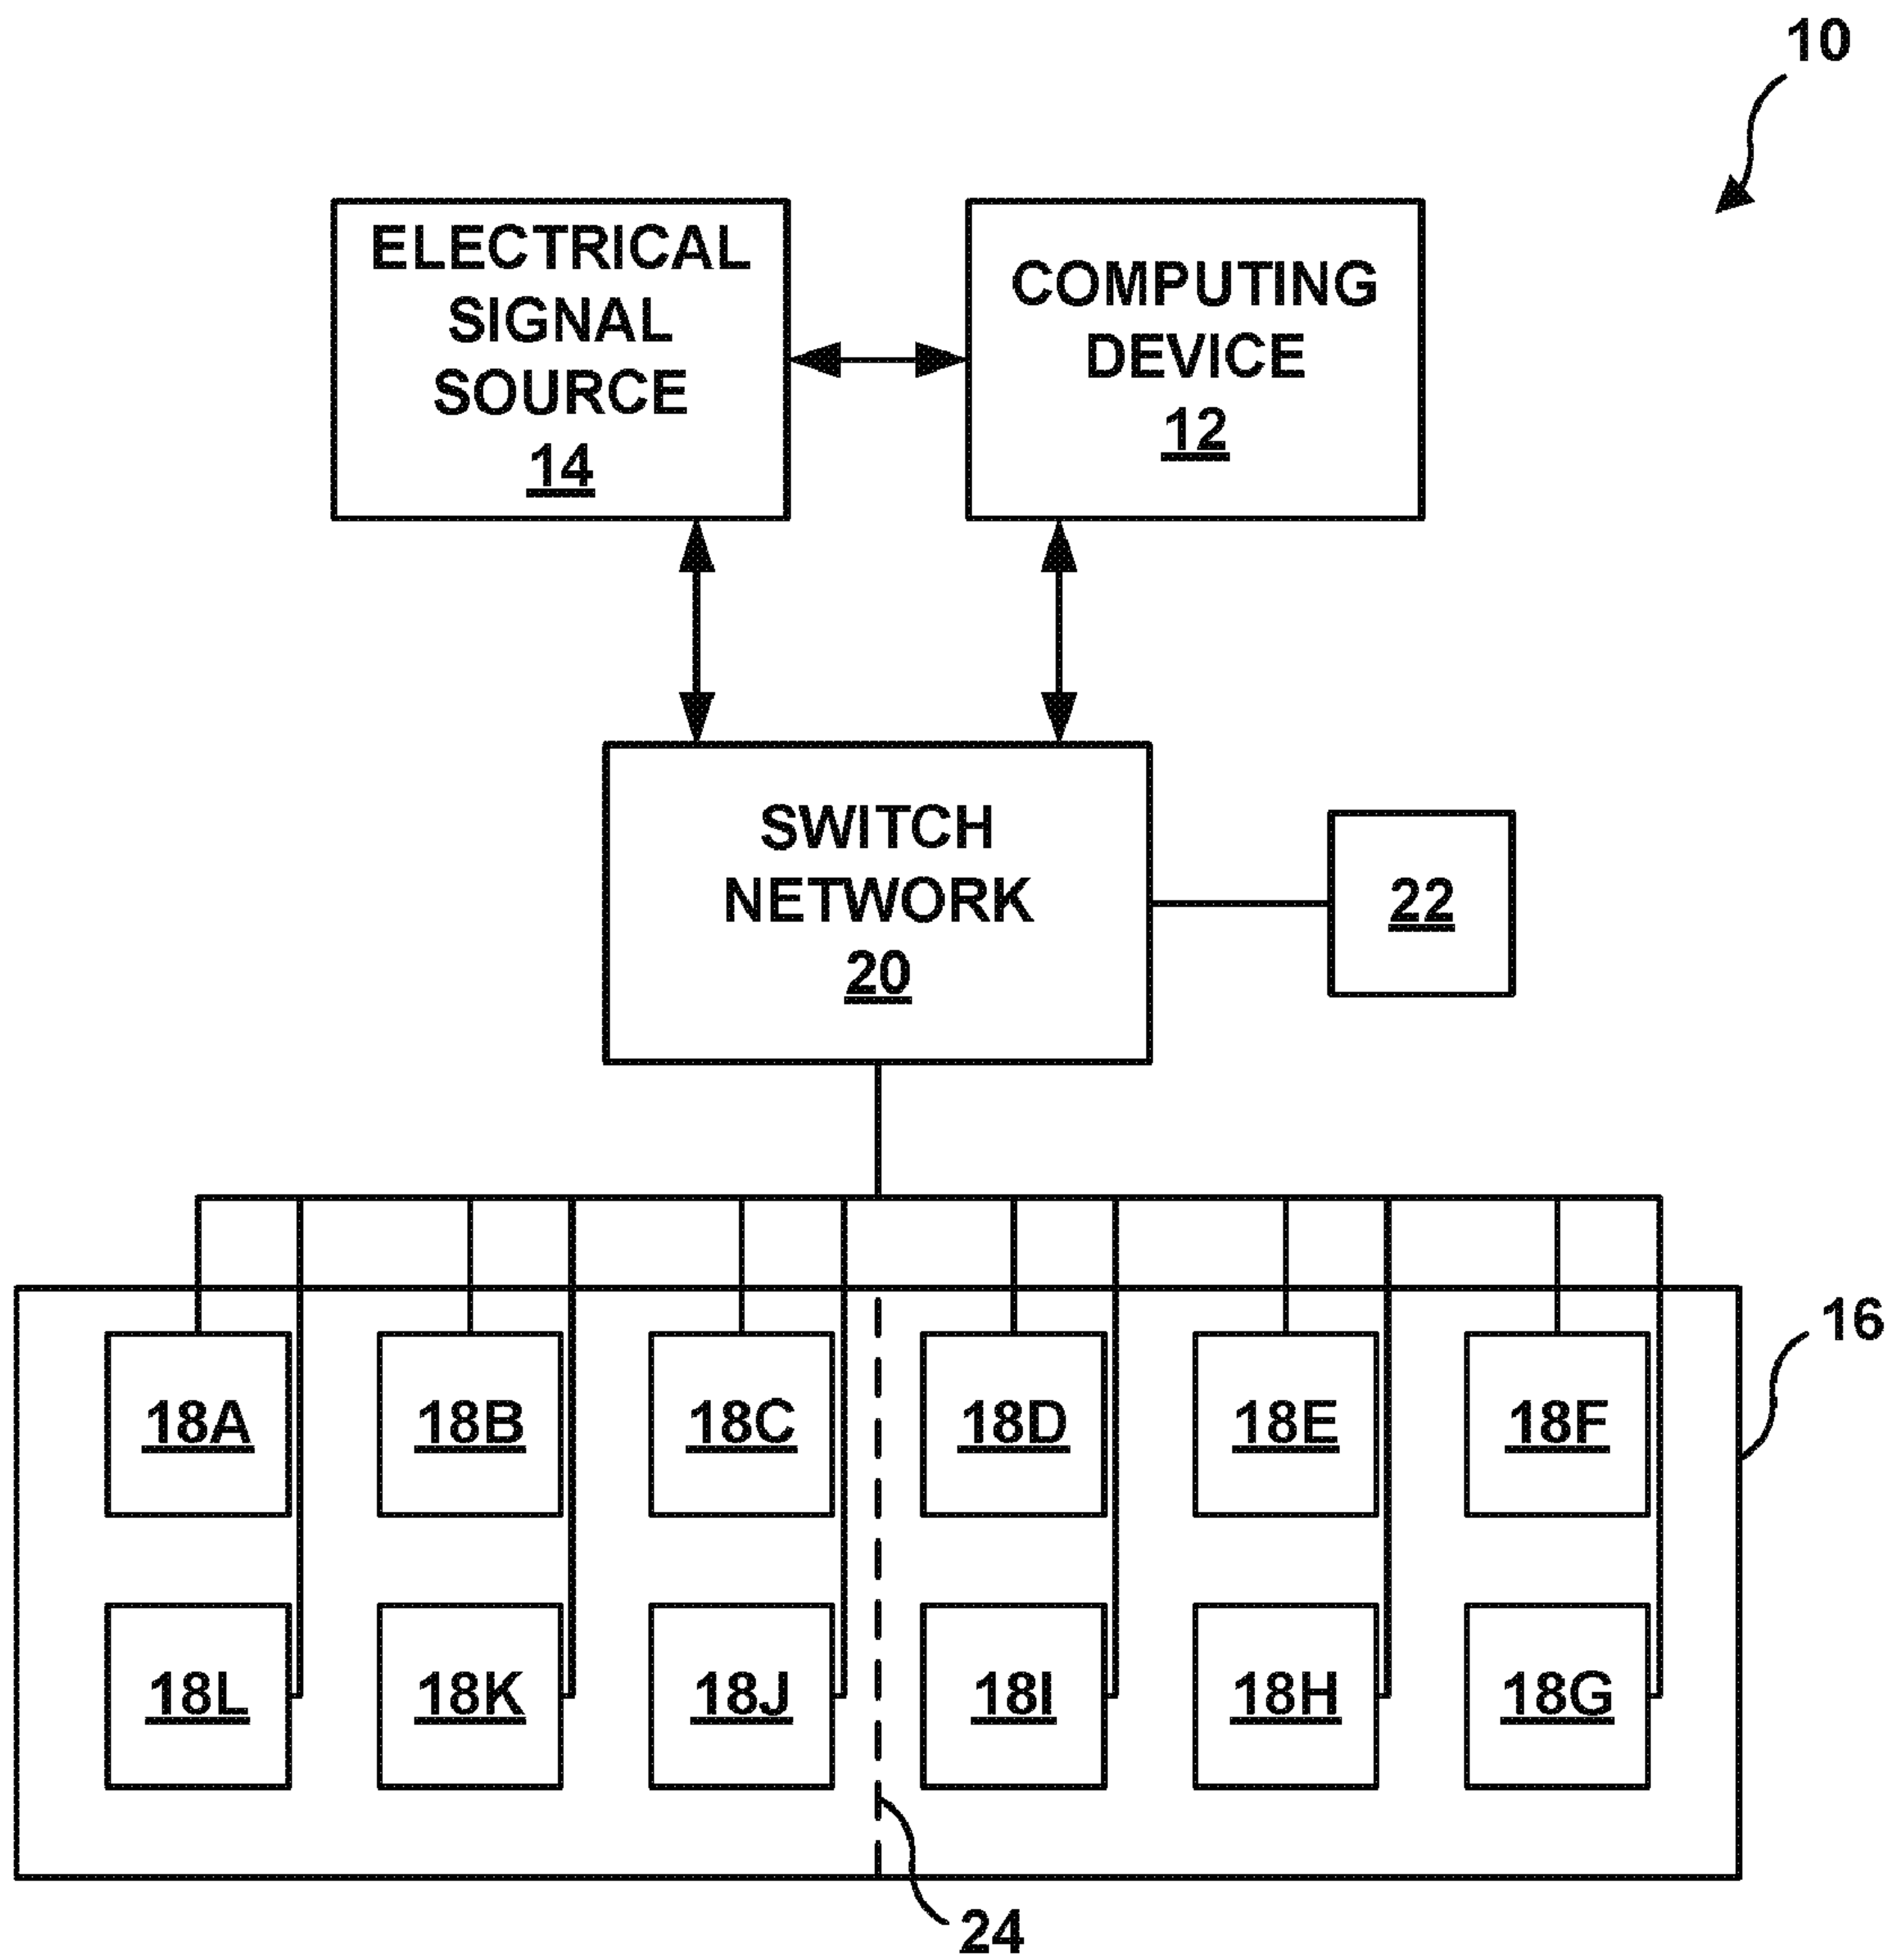 10
ELECTRICAL
SIGNAL
SOURCE
14
COMPUTING
DEVICE
12
SWITCH
NETWORK
20
22
16
18A 18B 18C 18D 18E 18F
18L 18K 18J 18I 18H 18G
24